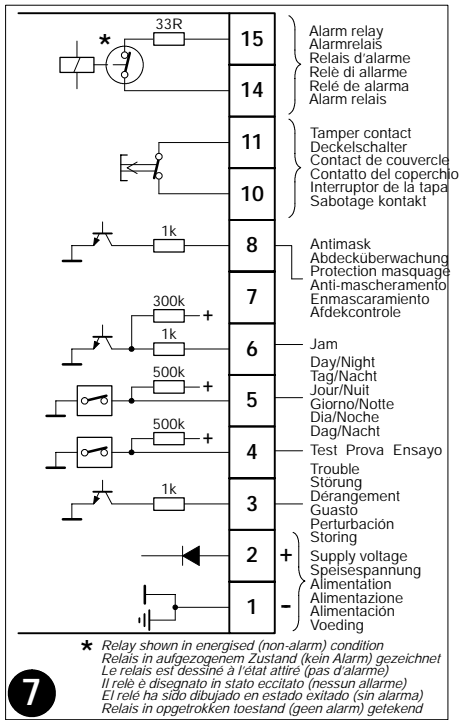 33R
*
15
Alarm relay
Alarmrelais
Relais d'alarme
Relè di allarme
Relé de alarma
Alarm relais
14
11
Tamper contact
Deckelschalter
Contact de couvercle
Contatto del coperchio
Interruptor de la tapa
Sabotage kontakt
10
1k
8
Antimask
Abdecküberwachung
Protection masquage
Anti-mascheramento
Enmascaramiento
Afdekcontrole
7
300k
+
1k
6
Jam
500k
+
5
Day/Night
Tag/Nacht
Jour/Nuit
Giorno/Notte
Dia/Noche
Dag/Nacht
500k
+
4
Test Prova Ensayo
1k
3
Trouble
Störung
Dérangement
Guasto
Perturbación
Storing
2
+
Supply voltage
Speisespannung
Alimentation
Alimentazione
Alimentación
Voeding
1
-
* Relay shown in energised (non-alarm) condition
Relais in aufgezogenem Zustand (kein Alarm) gezeichnet
Le relais est dessiné à l'état attiré (pas d'alarme)
Il relè è disegnato in stato eccitato (nessun allarme)
El relé ha sido dibujado en estado exitado (sin alarma)
Relais in opgetrokken toestand (geen alarm) getekend
7